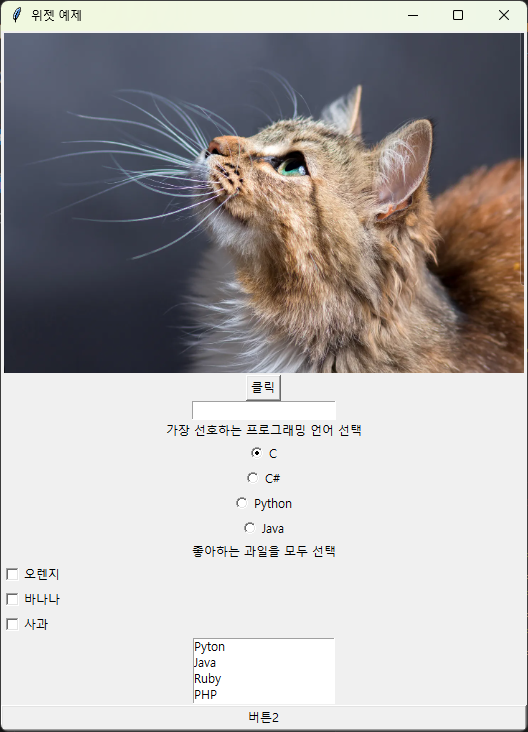 위젯 예제
클릭
가장 선호하는 프로그래밍 언어 선택
C
C#
Python
Java
좋아하는 과일을 모두 선택
오렌지
바나나
사과
Pyton
Java
Ruby
PHP
버튼2